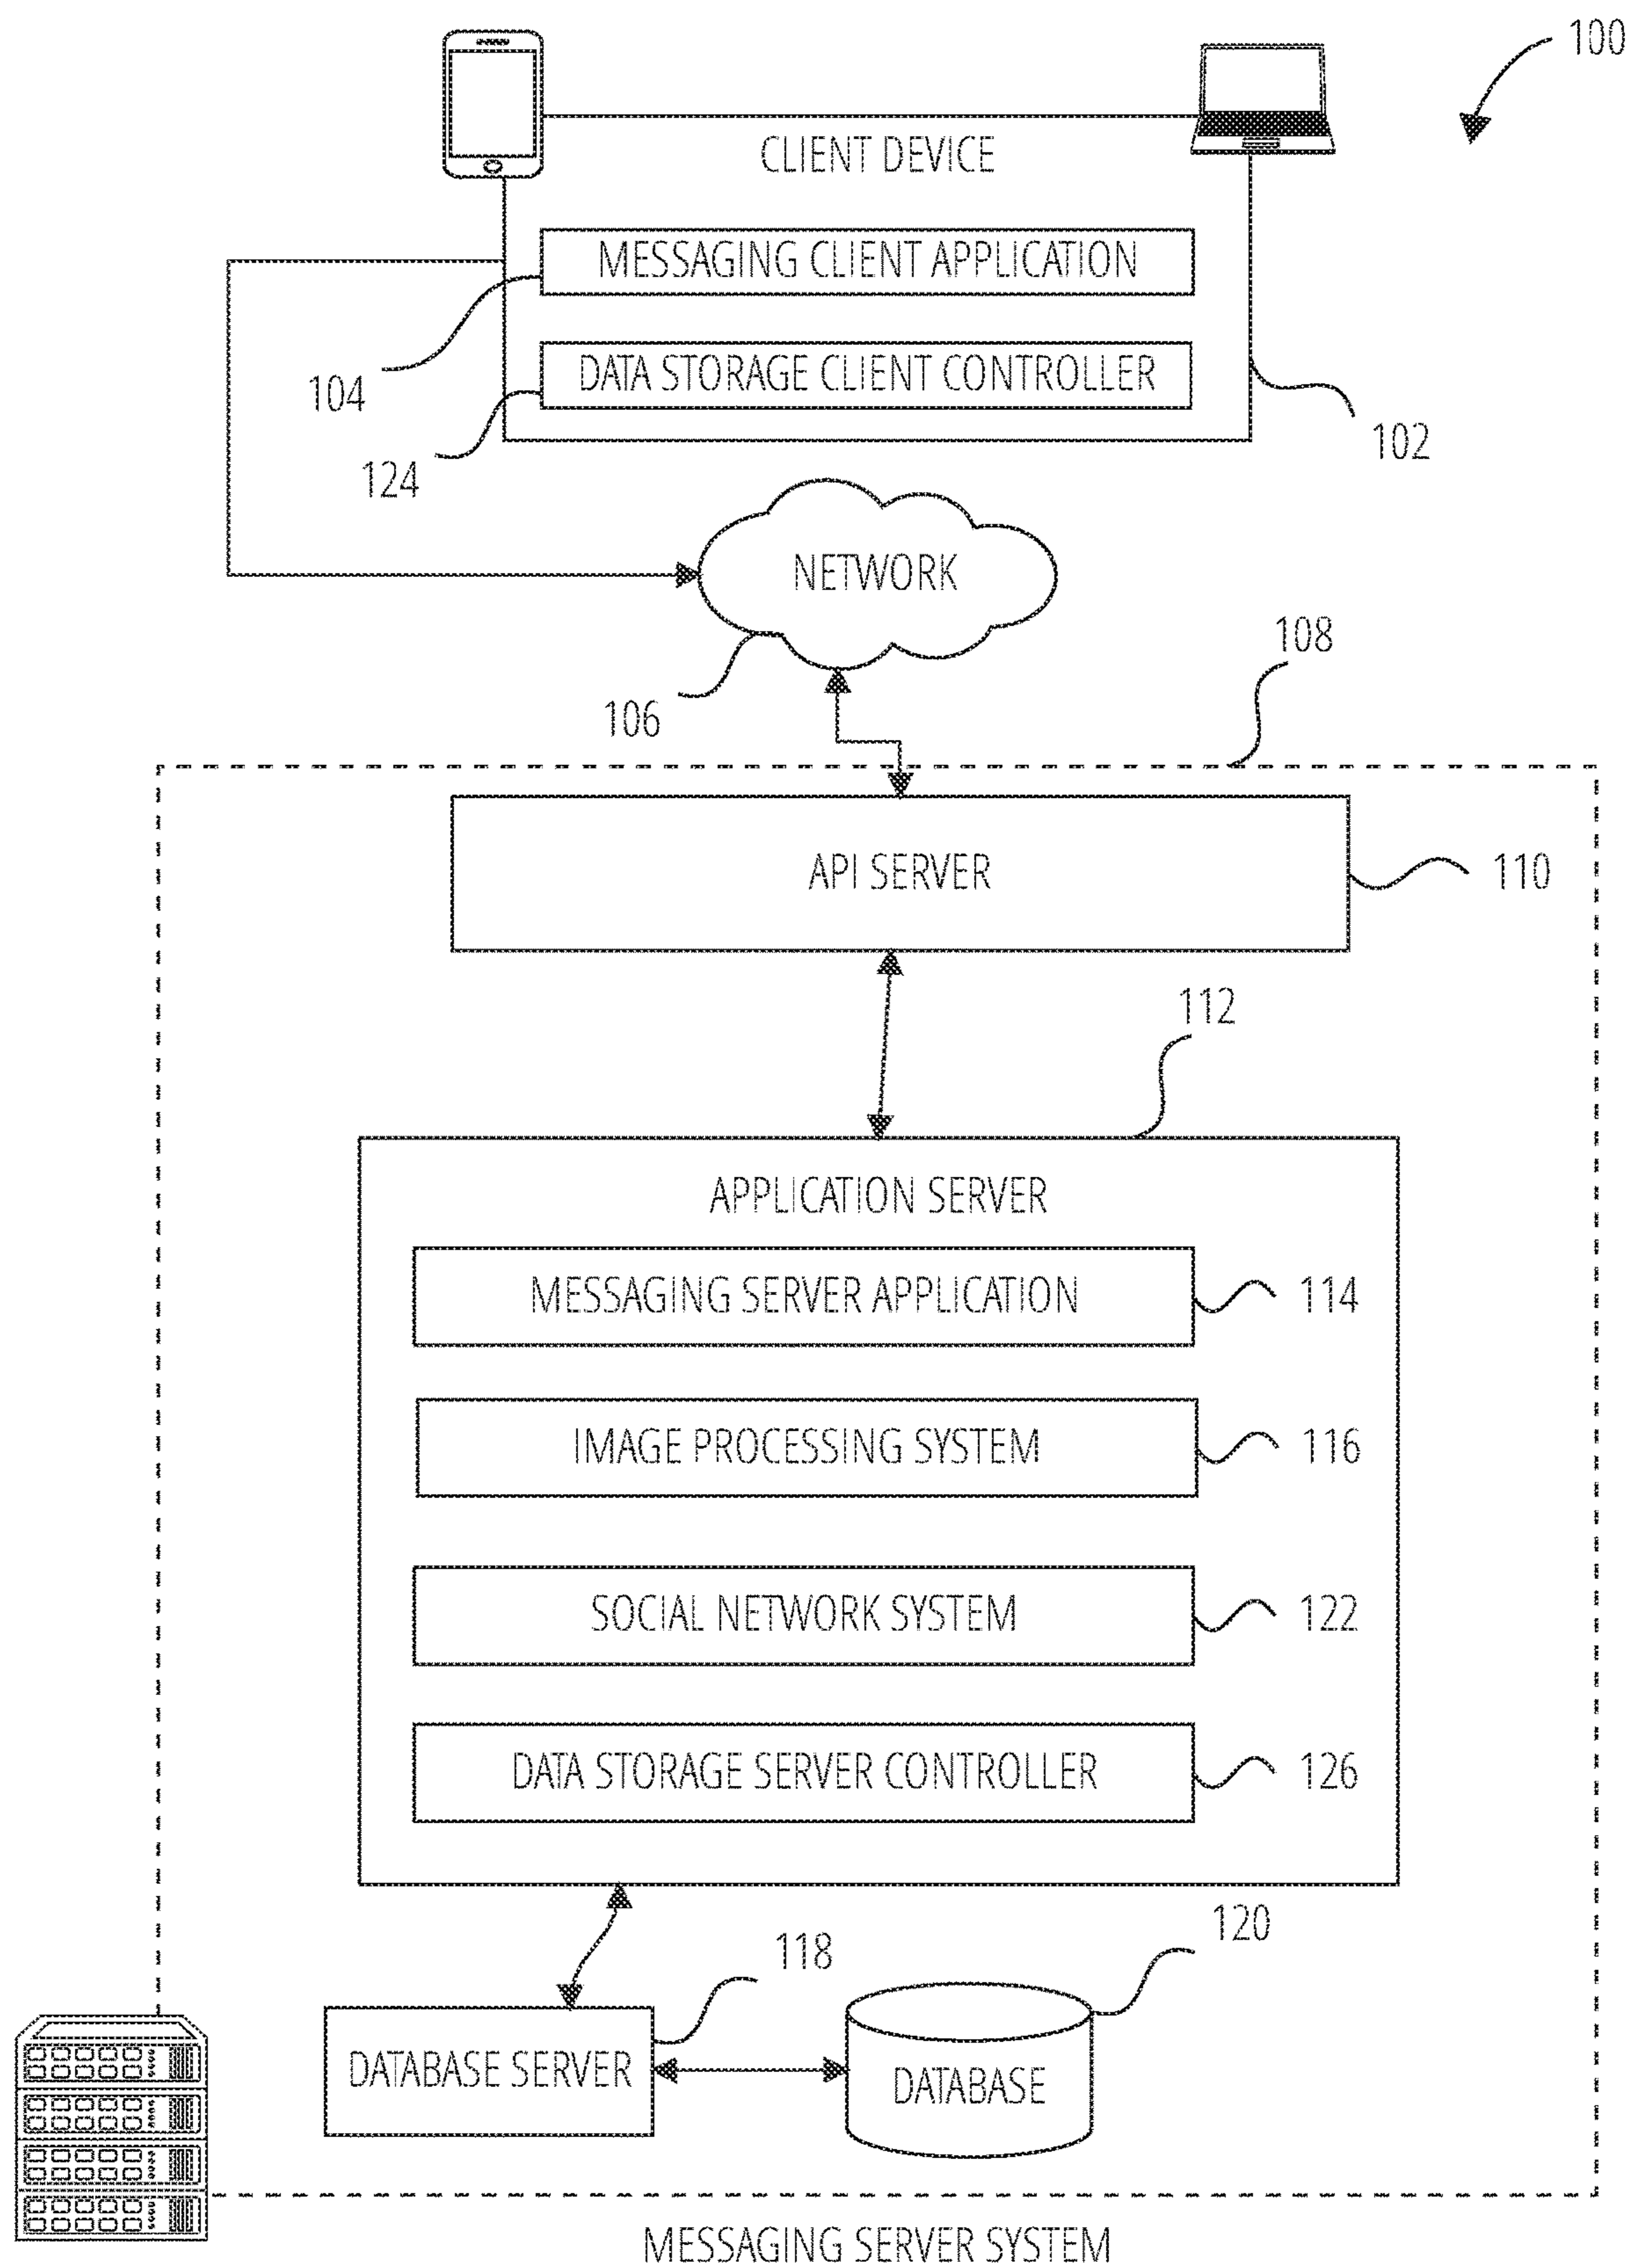 100
CLIENT DEVICE
MESSAGING CLIENT APPLICATION
104
DATA STORAGE CLIENT CONTROLLER
124
102
NETWORK
106
108
API SERVER
110
112
APPLICATION SERVER
MESSAGING SERVER APPLICATION
114
IMAGE PROCESSING SYSTEM
116
SOCIAL NETWORK SYSTEM
122
DATA STORAGE SERVER CONTROLLER
126
118
120
DATABASE SERVER
DATABASE
MESSAGING SERVER SYSTEM